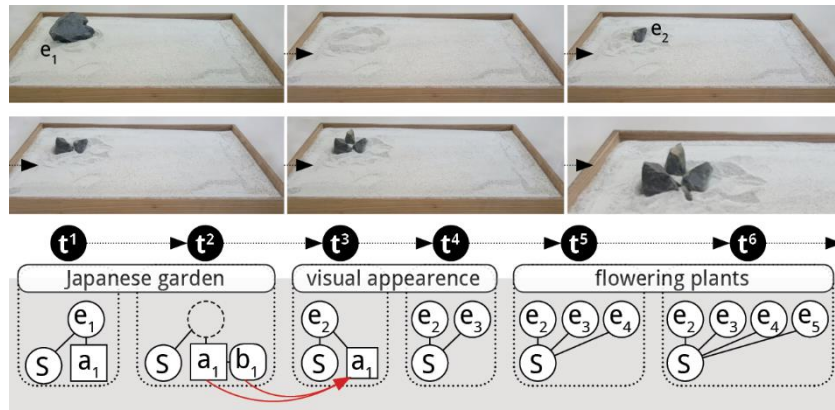 e1
e2
t1 t2 t3 t4 t5 t6
Japanese garden visual appearence flowering plants
e1 e2 e2 e3 e2 e3 e4 e2 e3 e4 e5
S a1 S a1 b1 S a1 S S S